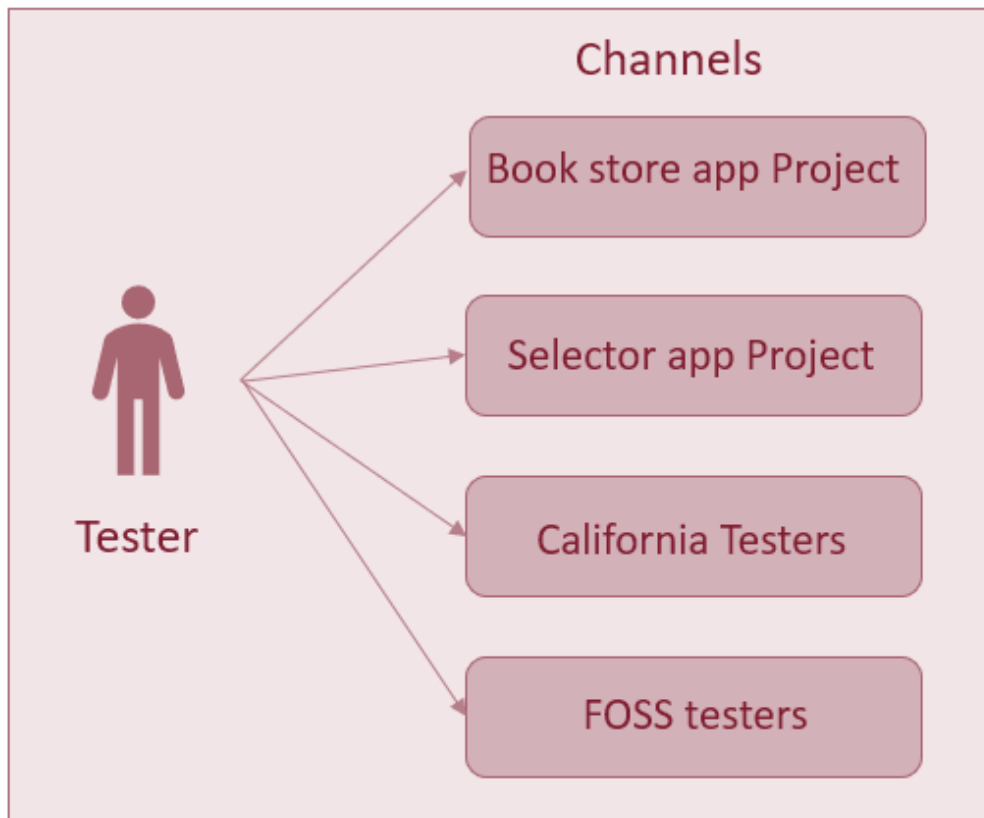 Channels
Book store app Project
Selector app Project
California Testers
FOSS testers
Tester